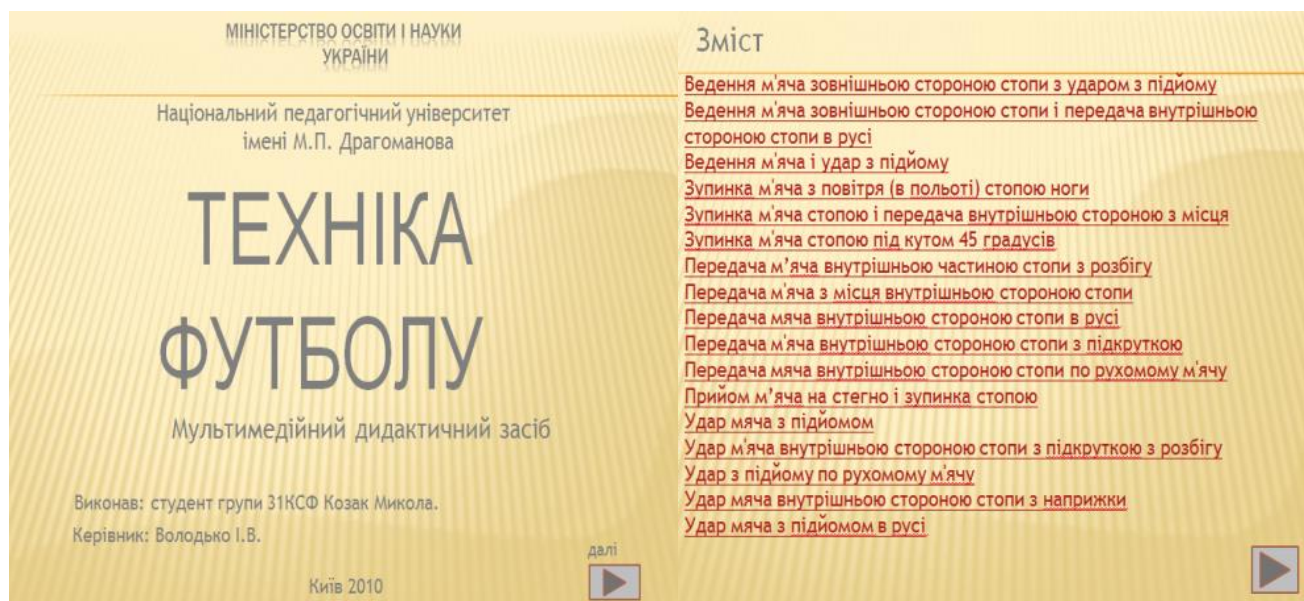 МІНІСТЕРСТВО ОСВІТИ І НАУКИ
УКРАЇНИ
Національний педагогічний університет
імені М.П. Драгоманова
ТЕХНІКА
ФУТБОЛУ
Мультимедійний дидактичний засіб
Виконав: студент групи 31КСФ Козак Микола.
Керівник: Володько І.В.
далі
Київ 2010
Зміст
Ведення м'яча зовнішньою стороною стопи з ударом з підйому
Ведення м'яча зовнішньою стороною стопи і передача внутрішньою
стороною стопи в русі
Ведення м'яча і удар з підйому
Зупинка м'яча з повітря (в польоті) стопою ноги
Зупинка м'яча стопою і передача внутрішньою стороною з місця
Зупинка м'яча стопою під кутом 45 градусів
Передача м’яча внутрішньою частиною стопи з розбігу
Передача м'яча з місця внутрішньою стороною стопи
Передача мяча внутрішньою стороною стопи в русі
Передача м'яча внутрішньою стороною стопи з підкруткою
Передача мяча внутрішньою стороною стопи по рухомому м'ячу
Прийом м’яча на стегно і зупинка стопою
Удар мяча з підйомом
Удар м'яча внутрішньою стороною стопи з підкруткою з розбігу
Удар з підйому по рухомому м'ячу
Удар мяча внутрішньою стороною стопи з наприжки
Удар мяча з підйомом в русі